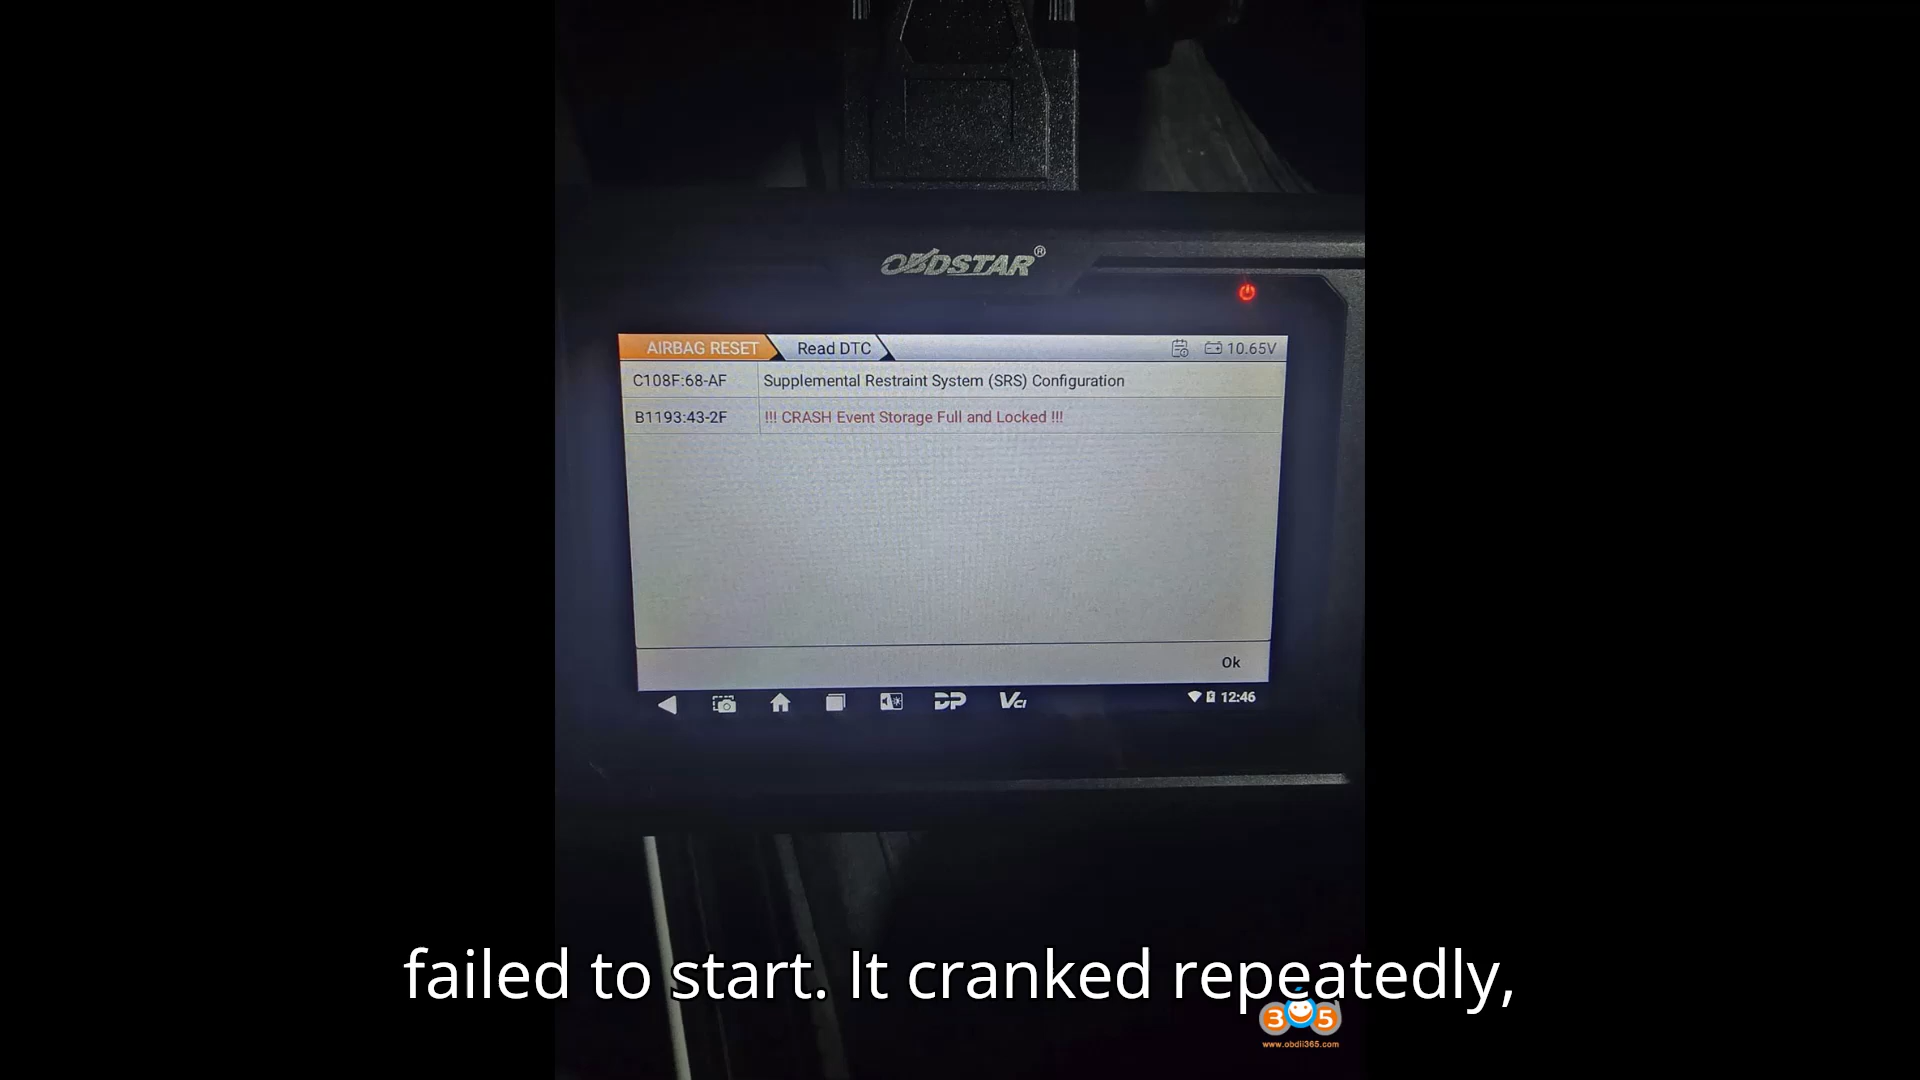 OBDSTAR®
AIRBAG RESET Read DTC 10.65V
C108F:68-AF Supplemental Restraint System (SRS) Configuration
B1193:43-2F !!! CRASH Event Storage Full and Locked !!!
Ok
DP VCI 12:46
failed to start. It cranked repeatedly,
365
www.obdii365.com